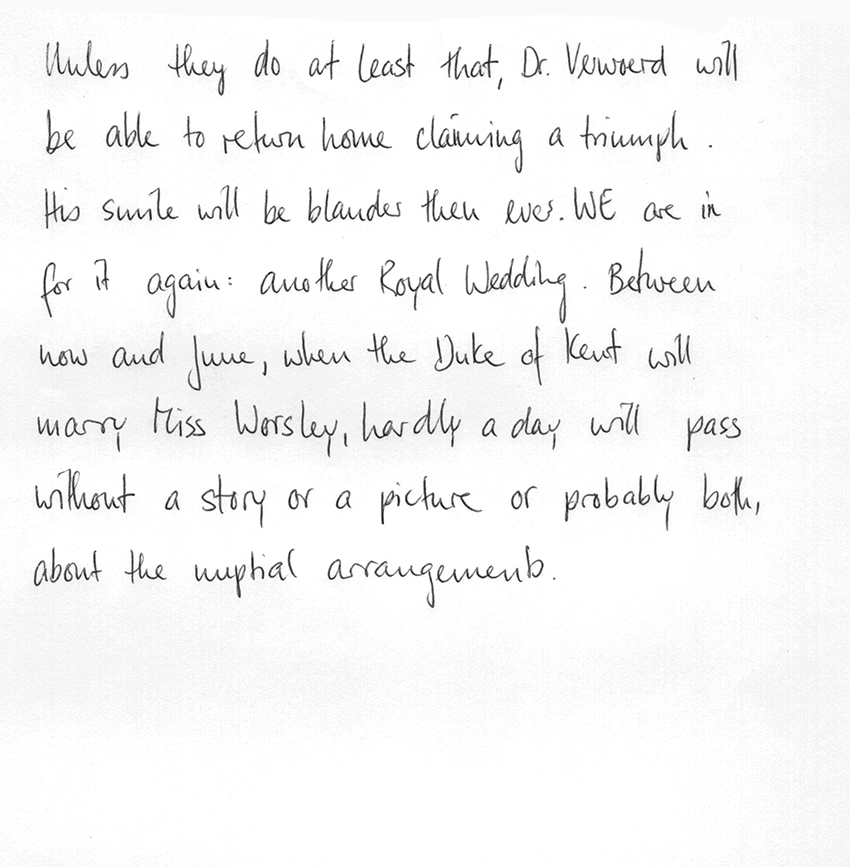 Unless they do at least that, Dr. Verwoerd will
be able to return home claiming a triumph.
His smile will be blander then ever. WE are in
for it again: another Royal Wedding. Between
now and June, when the Duke of Kent will
marry Miss Worsley, hardly a day will pass
without a story or a picture or probably both,
about the nuptial arrangements.